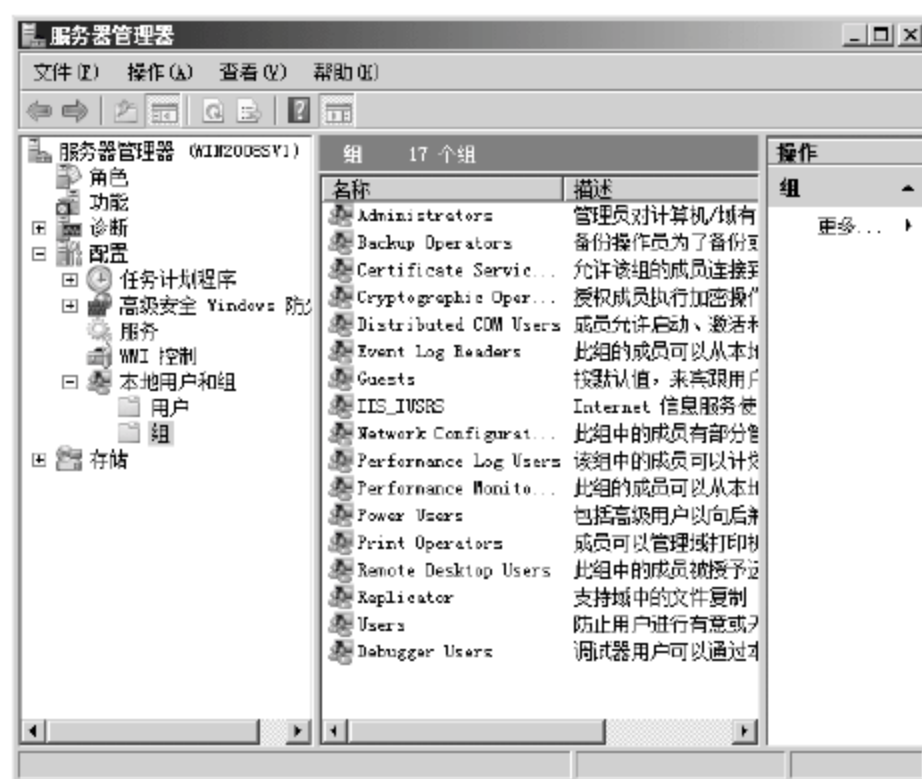 服务器管理器
文件(F) 操作(A) 查看(V) 帮助(H)
服务器管理器 (WIN2008SV1)
角色
功能
诊断
配置
任务计划程序
高级安全 Windows 防
服务
WMI 控制
本地用户和组
用户
组
存储
组 17 个组
名称 描述
Administrators 管理员对计算机/域有
Backup Operators 备份操作员为了备份
Certificate Servic... 允许该组的成员连接到
Cryptographic Oper... 授权成员执行加密操作
Distributed COM Users 成员允许启动、激活和
Event Log Readers 此组的成员可以从本地
Guests 按默认值，来宾跟用户
IIS_IUSRS Internet 信息服务使
Network Configurat... 此组中的成员有部分管
Performance Log Users 该组中的成员可以计划
Performance Monito... 此组的成员可以从本地
Power Users 包括高级用户以向后兼
Print Operators 成员可以管理域打印机
Remote Desktop Users 此组中的成员被授予远
Replicator 支持域中的文件复制
Users 防止用户进行有意或无
Debugger Users 调试器用户可以通过本
操作
组
更多...